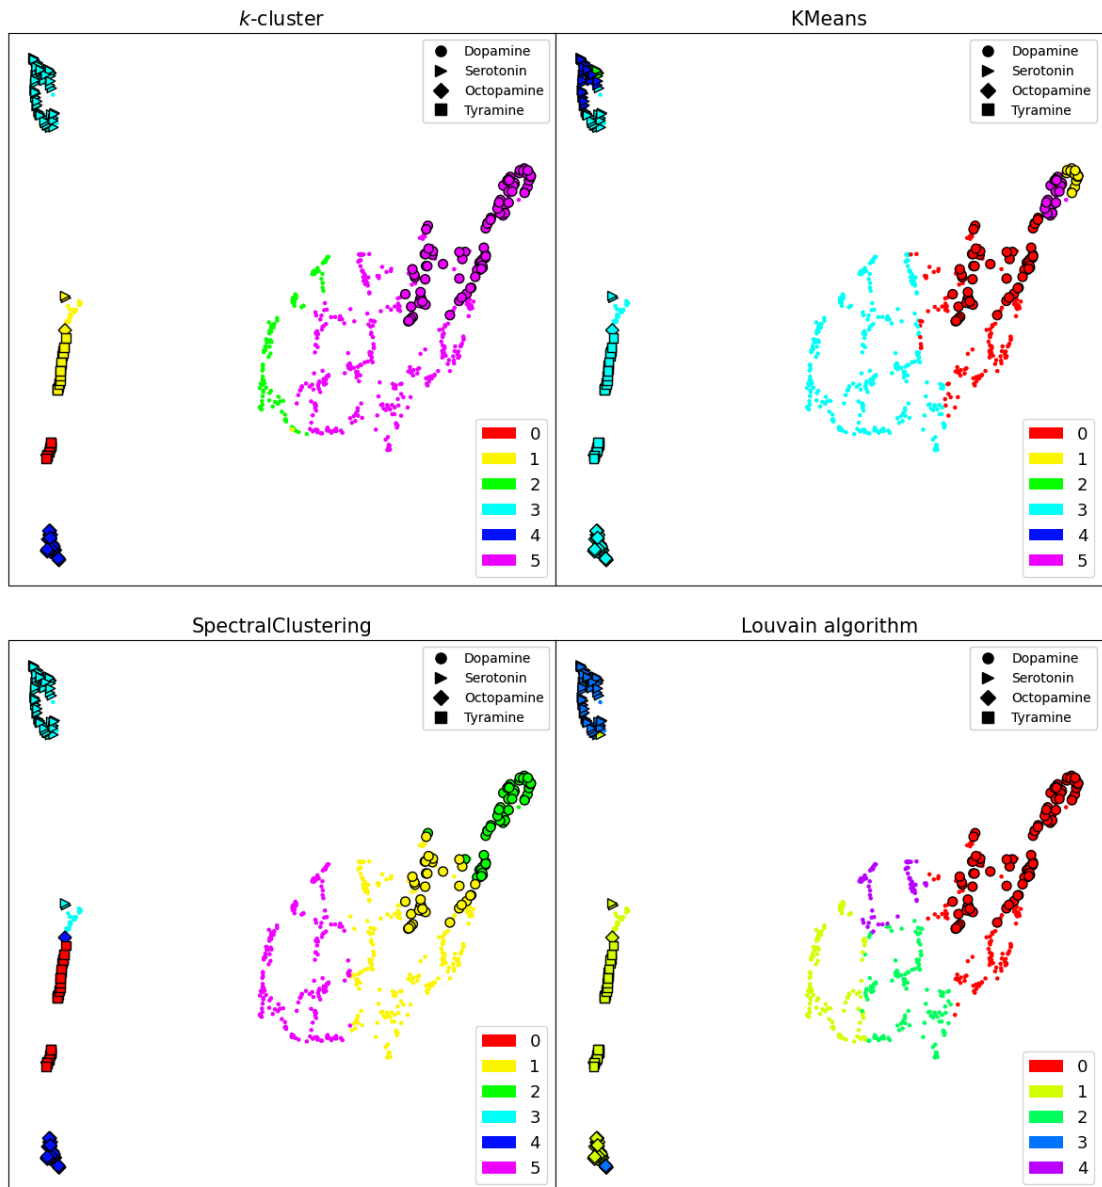 k-cluster
Dopamine
Serotonin
Octopamine
Tyramine
0
1
2
3
4
5
KMeans
Dopamine
Serotonin
Octopamine
Tyramine
0
1
2
3
4
5
SpectralClustering
Dopamine
Serotonin
Octopamine
Tyramine
0
1
2
3
4
5
Louvain algorithm
Dopamine
Serotonin
Octopamine
Tyramine
0
1
2
3
4